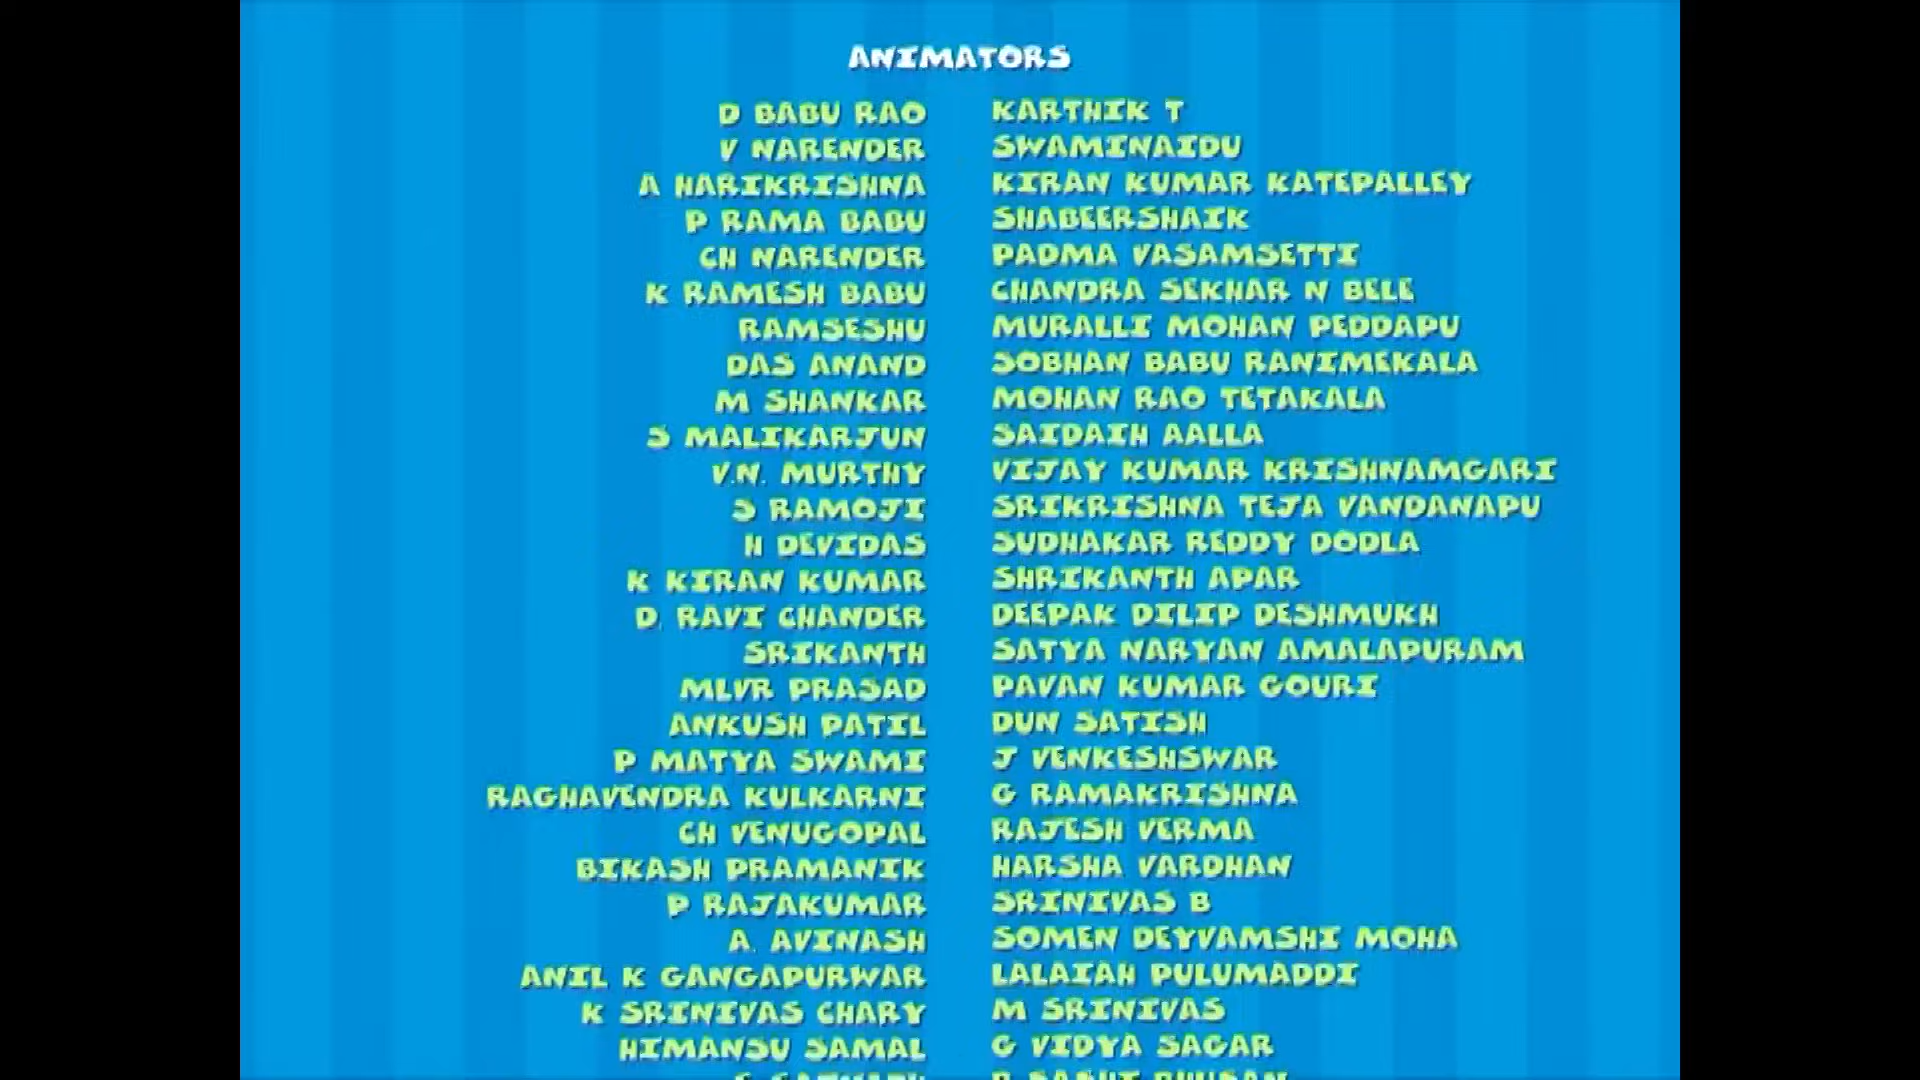 ANIMATORS
D BABU RAO KARTHIK T
V NARENDER SWAMINAIDU
A HARIKRISHNA KIRAN KUMAR KATEPALLEY
P RAMA BABU SHABEERSHAIK
CH NARENDER PADMA VASAMSETTI
K RAMESH BABU CHANDRA SEKHAR N BELE
RAMSESHU MURALLI MOHAN PEDDAPU
DAS ANAND SOBHAN BABU RANIMEKALA
M SHANKAR MOHAN RAO TETAKALA
S MALIKARJUN SAIDAIH AALLA
V.N. MURTHY VIJAY KUMAR KRISHNAMGARI
S RAMOJI SRIKRISHNA TEJA VANDANAPU
H DEVIDAS SUDHAKAR REDDY DODLA
K KIRAN KUMAR SHRIKANTH APAR
D. RAVI CHANDER DEEPAK DILIP DESHMUKH
SRIKANTH SATYA NARYAN AMALAPURAM
MLVR PRASAD PAVAN KUMAR GOURI
ANKUSH PATIL DUN SATISH
P MATYA SWAMI J VENKESHSWAR
RAGHAVENDRA KULKARNI G RAMAKRISHNA
CH VENUGOPAL RAJESH VERMA
BIKASH PRAMANIK HARSHA VARDHAN
P RAJAKUMAR SRINIVAS B
A. AVINASH SOMEN DEYVAMSHI MOHA
ANIL K GANGAPURWAR LALAIAH PULUMADDI
K SRINIVAS CHARY M SRINIVAS
HIMANSU SAMAL G VIDYA SAGAR